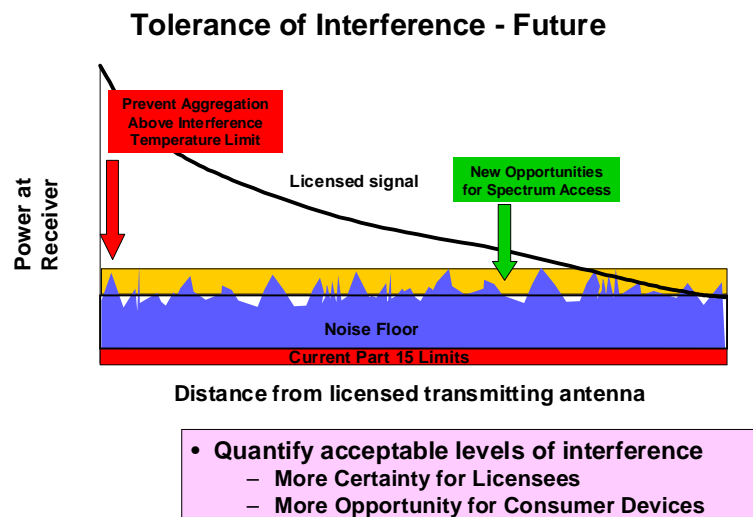 Tolerance of Interference - Future
Prevent Aggregation
Above Interference
Temperature Limit
Power at
Receiver
Licensed signal
New Opportunities
for Spectrum Access
Noise Floor
Current Part 15 Limits
Distance from licensed transmitting antenna
• Quantify acceptable levels of interference
– More Certainty for Licensees
– More Opportunity for Consumer Devices